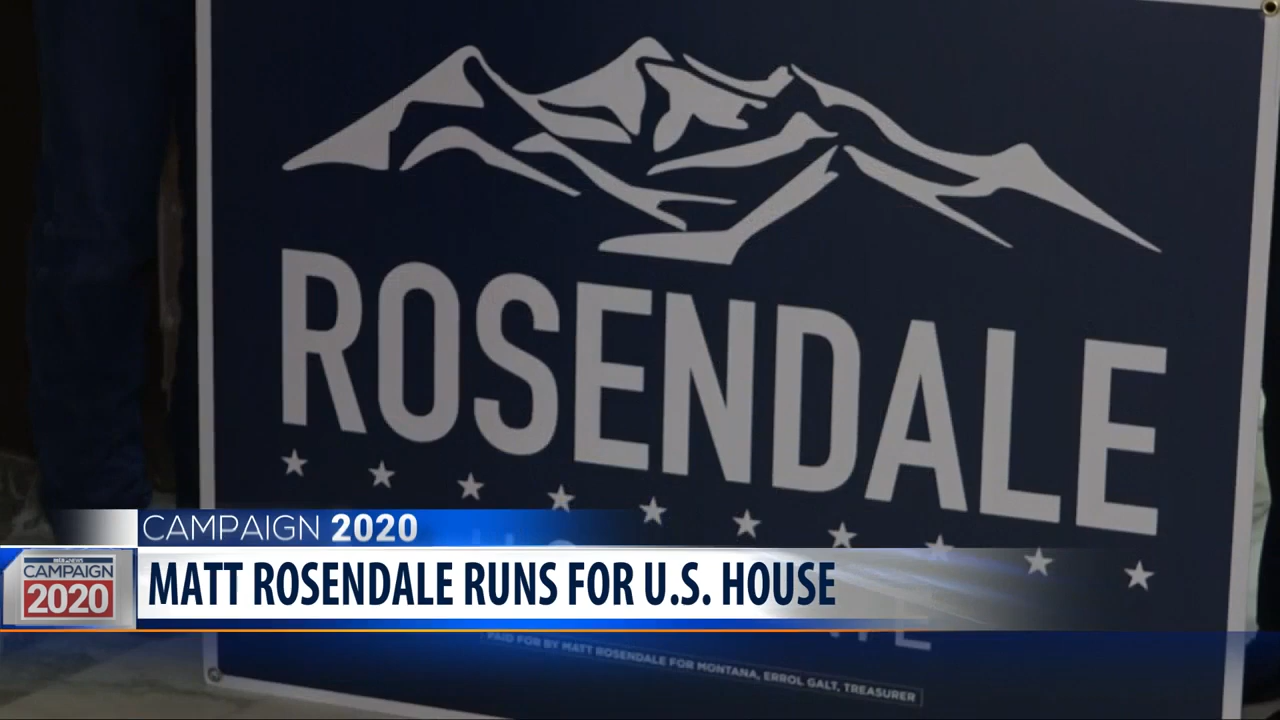 ROSENDALE
CAMPAIGN 2020
CAMPAIGN
2020
MATT ROSENDALE RUNS FOR U.S. HOUSE
PAID FOR BY MATT ROSENDALE FOR MONTANA, ERROL GALT, TREASURER